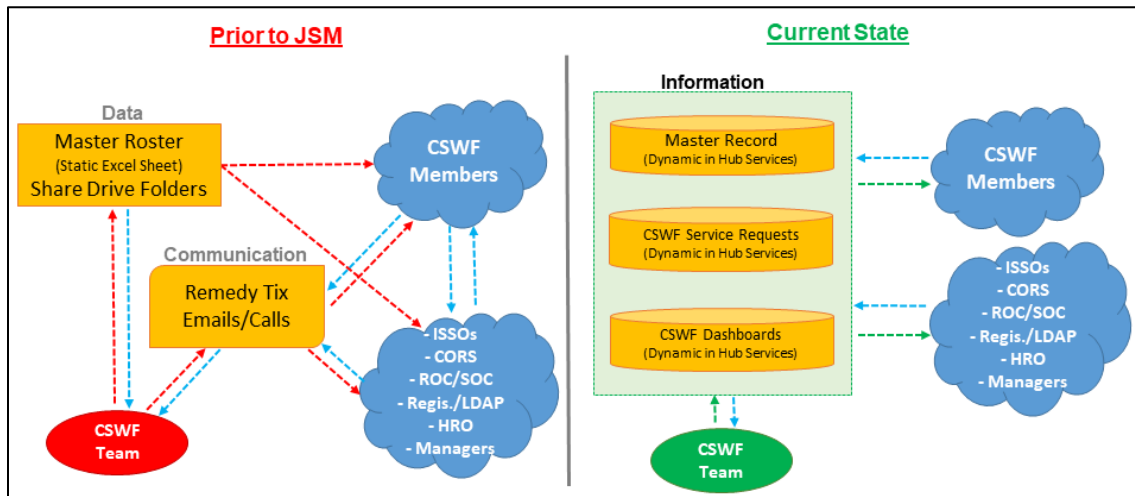 Prior to JSM
Data
Master Roster
(Static Excel Sheet)
Share Drive Folders
CSWF
Members
Communication
Remedy Tix
Emails/Calls
- ISSOs
- CORS
- ROC/SOC
- Regis./LDAP
- HRO
- Managers
CSWF
Team
Current State
Information
Master Record
(Dynamic in Hub Services)
CSWF Service Requests
(Dynamic in Hub Services)
CSWF Dashboards
(Dynamic in Hub Services)
CSWF
Members
- ISSOs
- CORS
- ROC/SOC
- Regis./LDAP
- HRO
- Managers
CSWF
Team